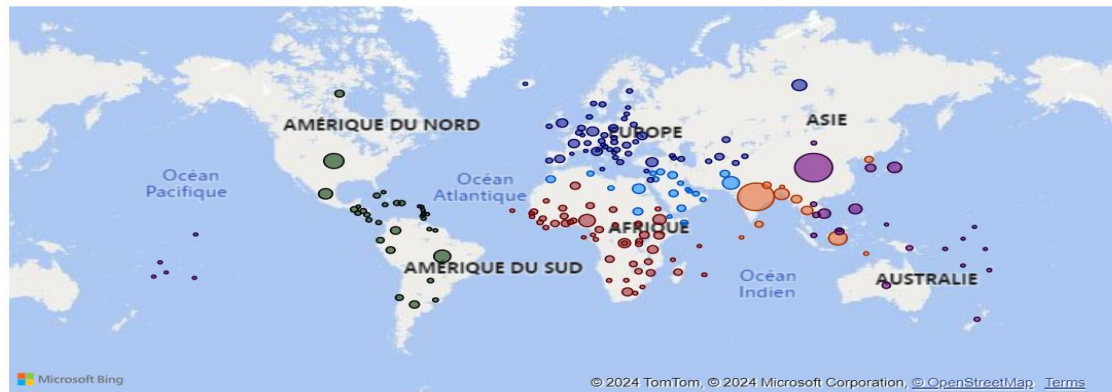 AMÉRIQUE DU NORD
EUROPE
ASIE
Océan
Pacifique
Océan
Atlantique
AFRIQUE
AMÉRIQUE DU SUD
Océan
Indien
AUSTRALIE
Microsoft Bing
© 2024 TomTom, © 2024 Microsoft Corporation, © OpenStreetMap Terms